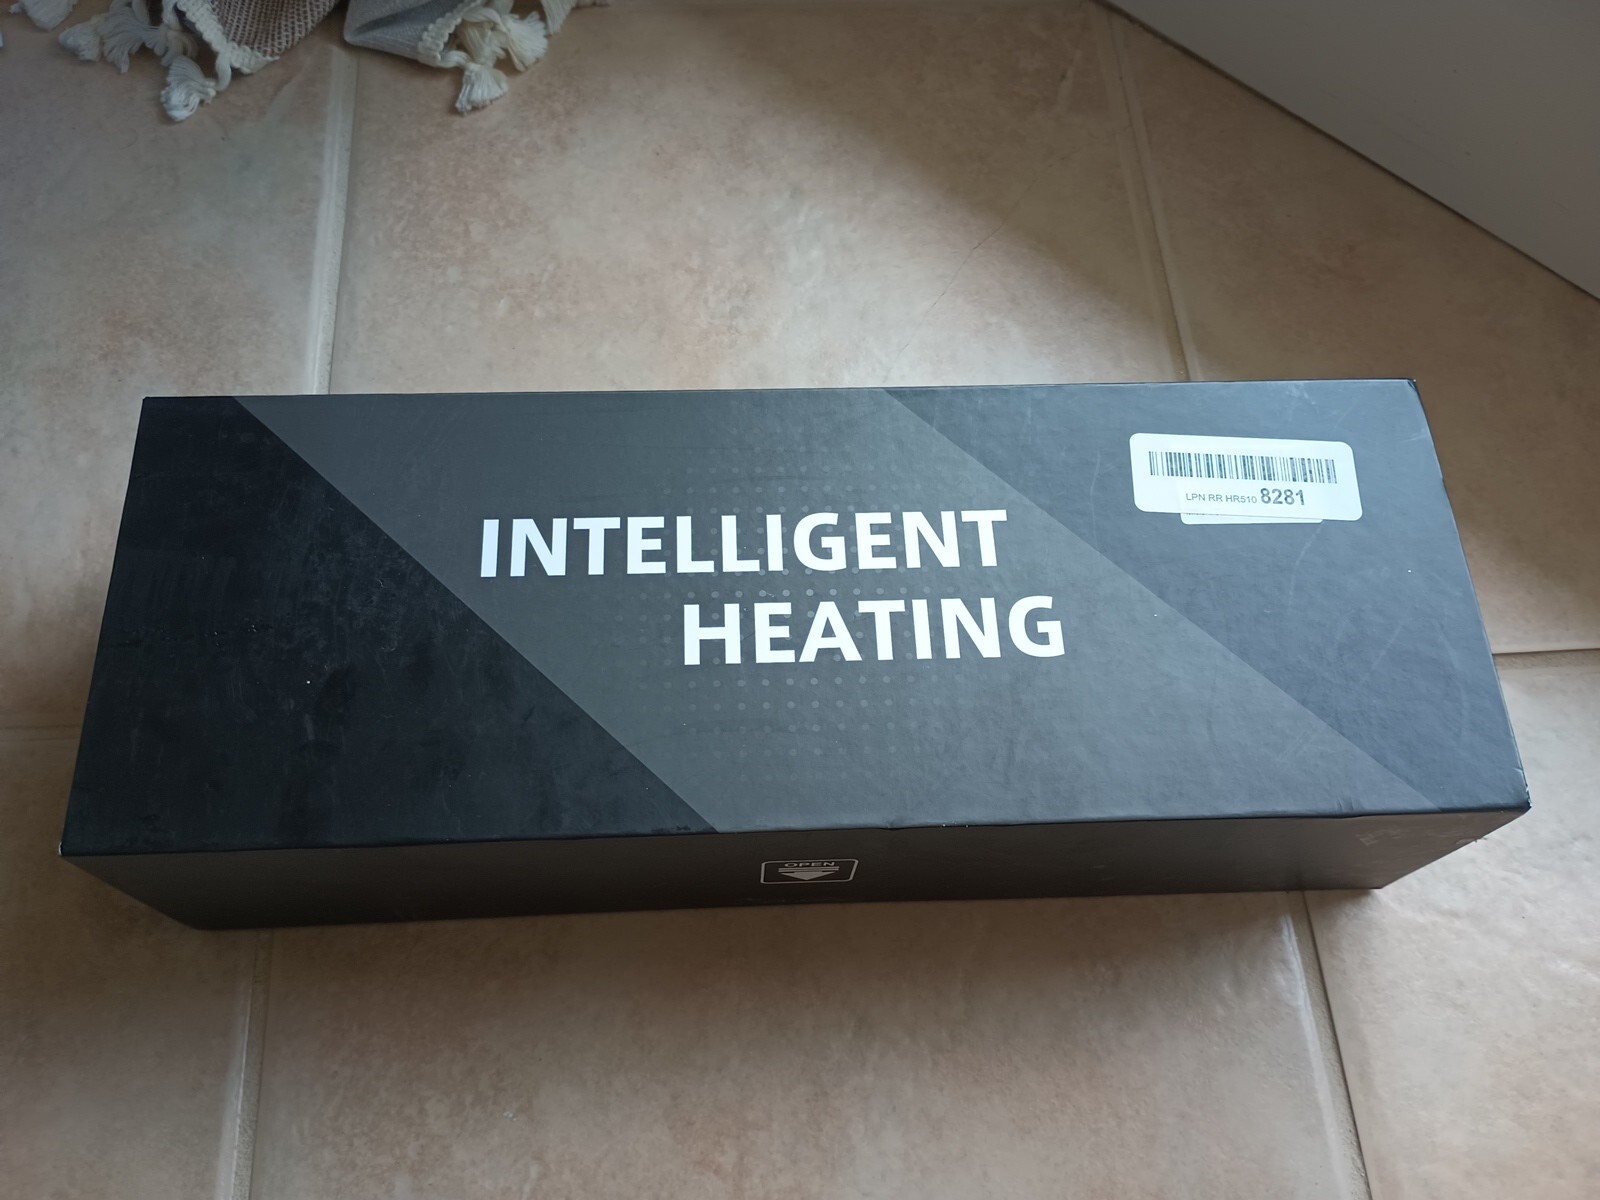 LPN RR HR510 8281
INTELLIGENT
HEATING
OPEN